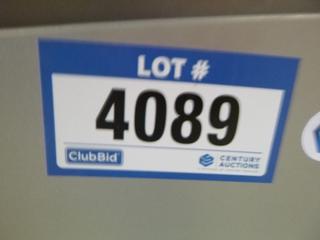 LOT #
4089
ClubBid
CENTURY
AUCTIONS